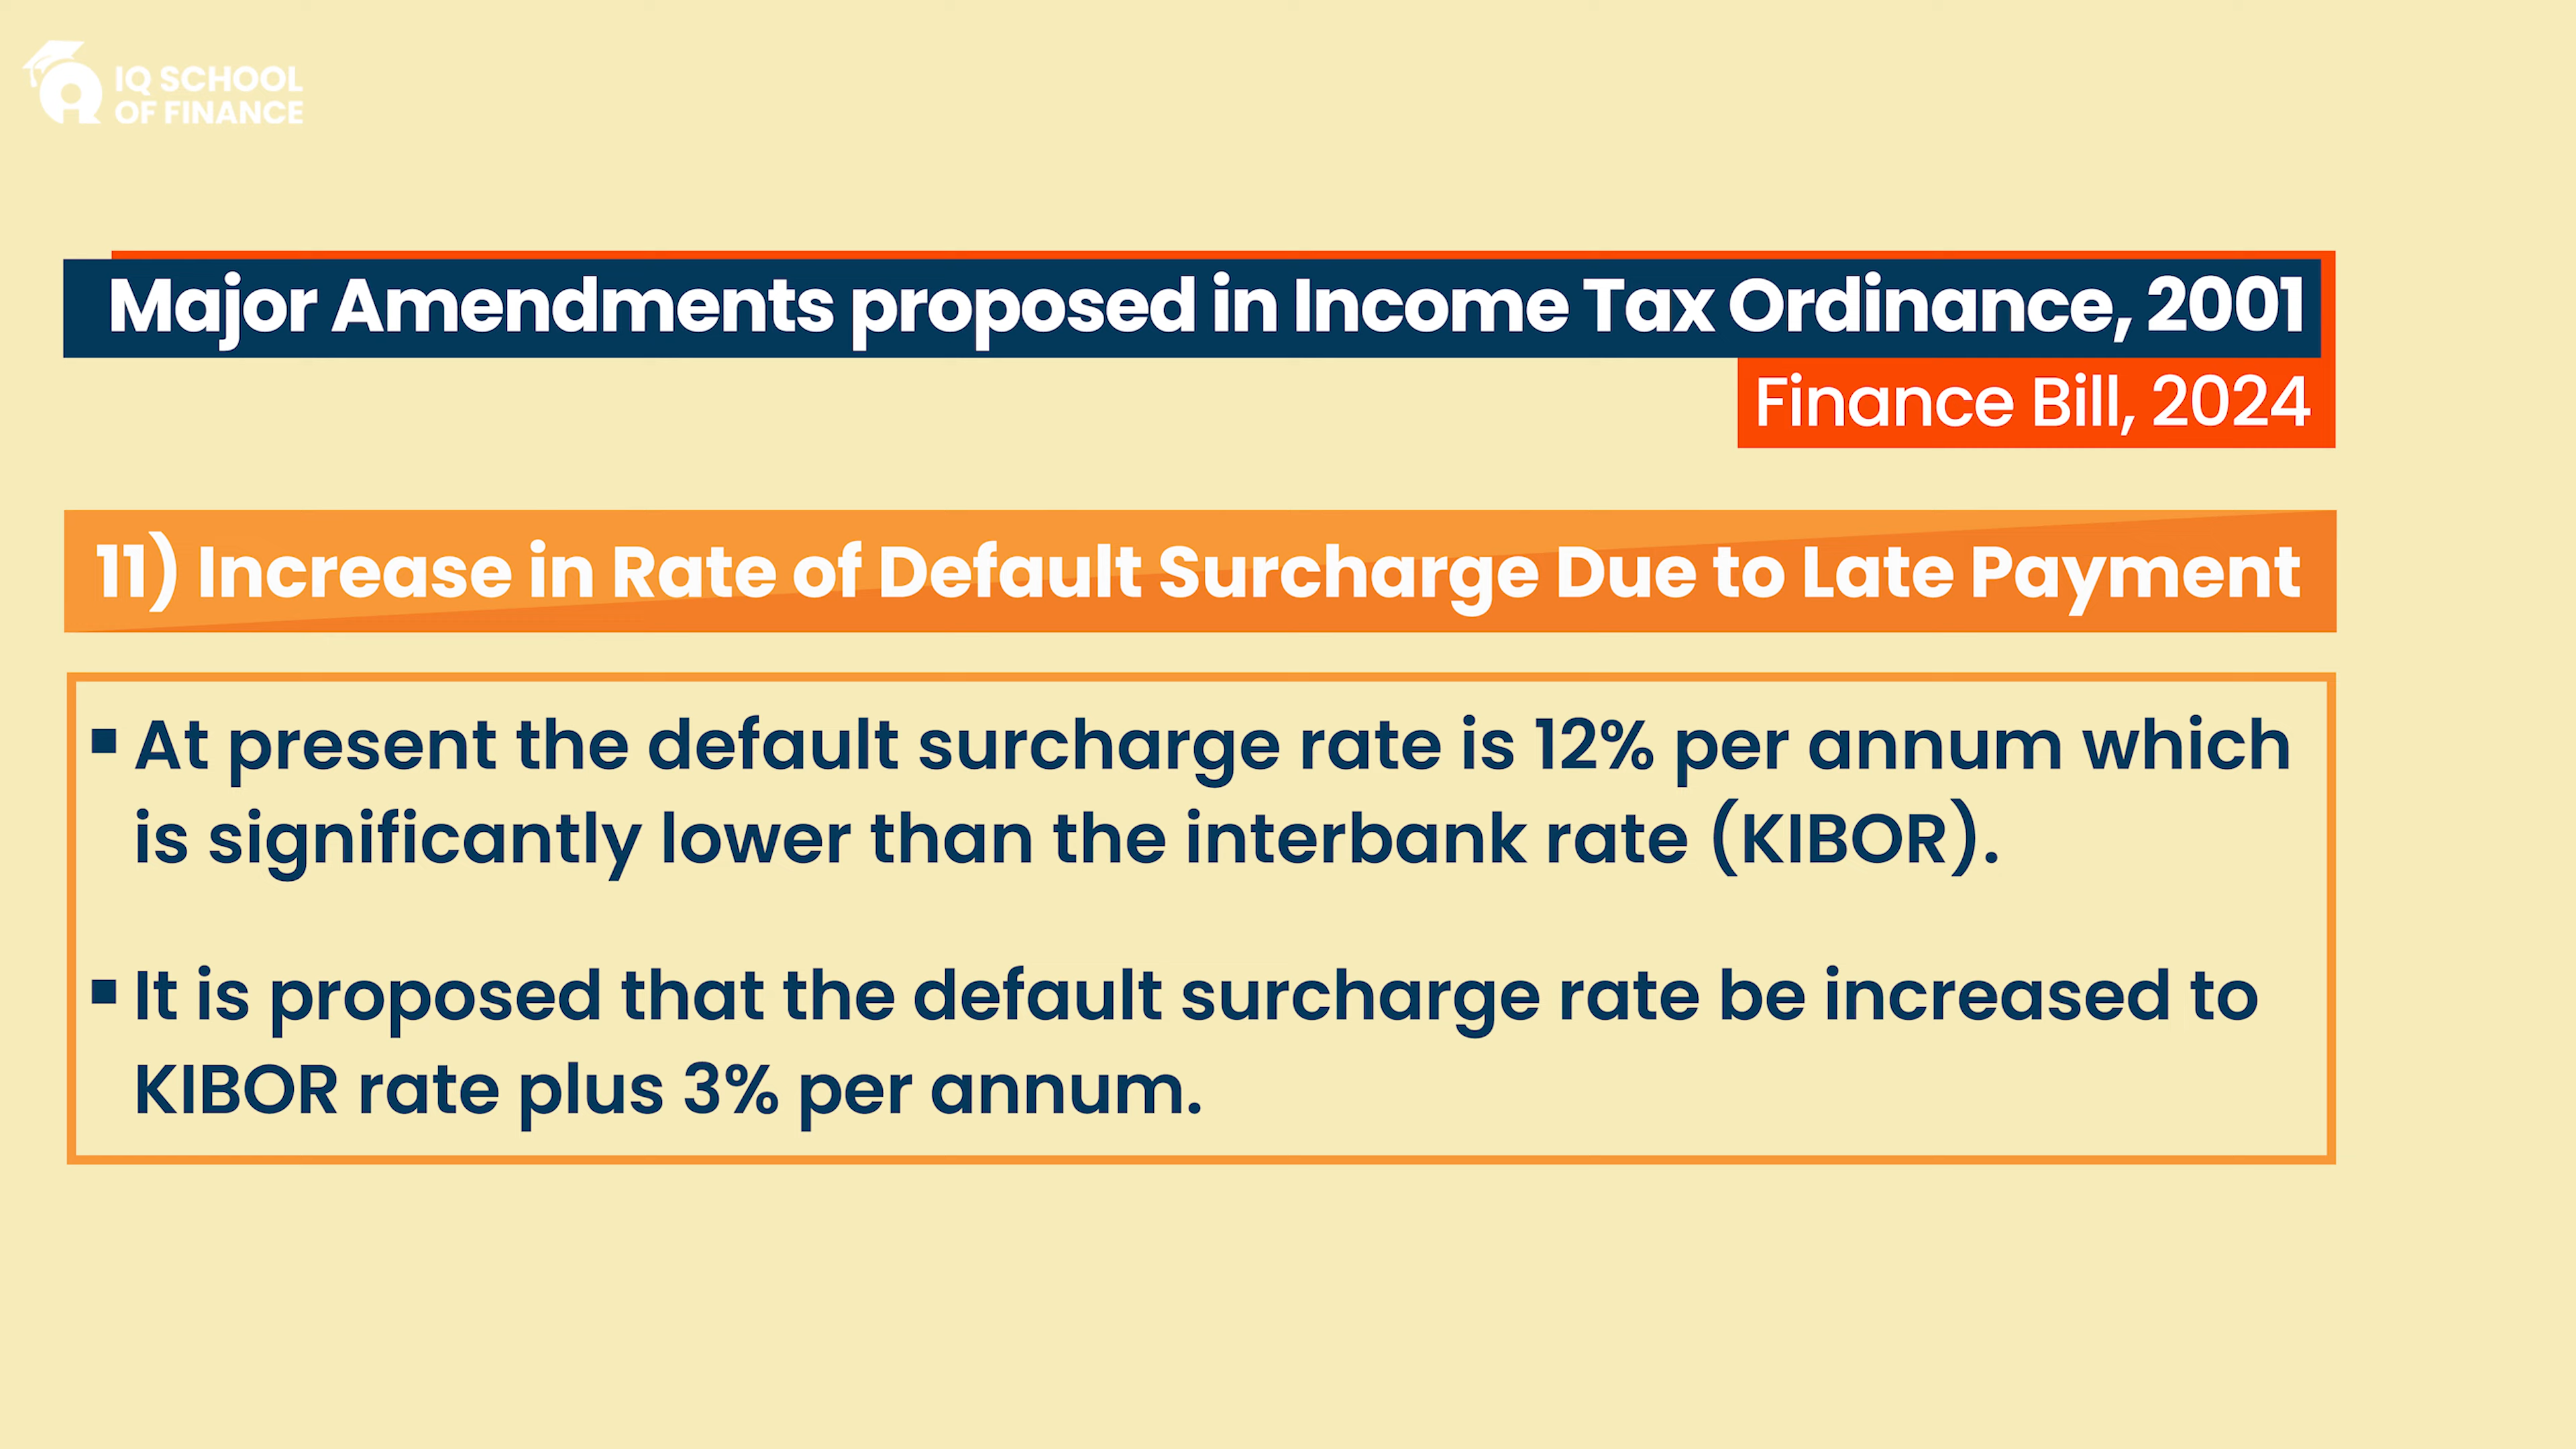 IQ SCHOOL
OF FINANCE
Major Amendments proposed in Income Tax Ordinance, 2001
Finance Bill, 2024
11) Increase in Rate of Default Surcharge Due to Late Payment
▪ At present the default surcharge rate is 12% per annum which
is significantly lower than the interbank rate (KIBOR).
▪ It is proposed that the default surcharge rate be increased to
KIBOR rate plus 3% per annum.